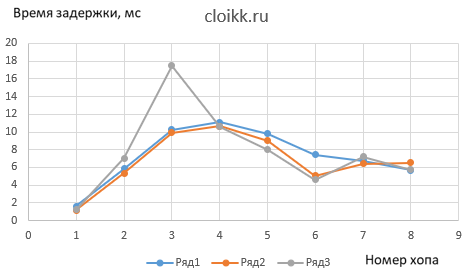 Время задержки, мс
cloikk.ru
20
18
16
14
12
10
8
6
4
2
0
0 1 2 3 4 5 6 7 8 9
Номер хопа
Ряд1 Ряд2 Ряд3